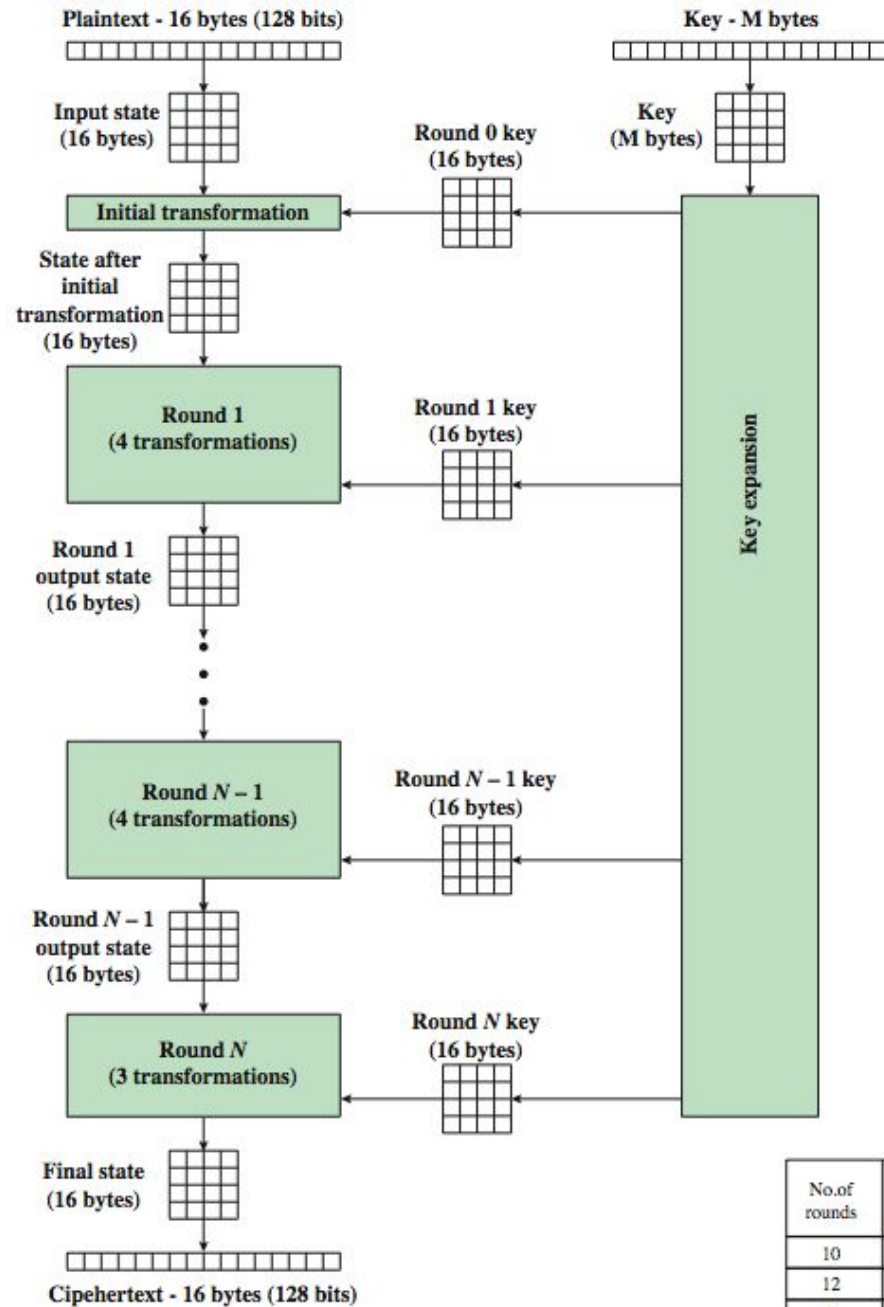 Plaintext - 16 bytes (128 bits)
Key - M bytes
Input state
(16 bytes)
Key
(M bytes)
Round 0 key
(16 bytes)
Initial transformation
State after
initial
transformation
(16 bytes)
Round 1
(4 transformations)
Round 1 key
(16 bytes)
Key expansion
Round 1
output state
(16 bytes)
Round N – 1
(4 transformations)
Round N – 1 key
(16 bytes)
Round N – 1
output state
(16 bytes)
Round N
(3 transformations)
Round N key
(16 bytes)
Final state
(16 bytes)
No.of
rounds
10
12
Cipehertext - 16 bytes (128 bits)